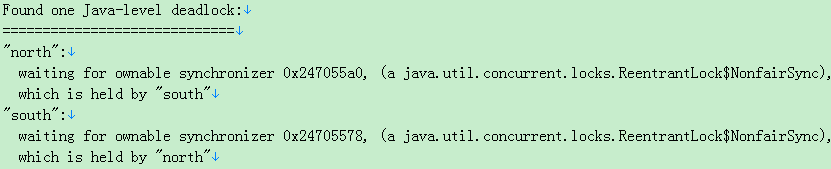 Found one Java-level deadlock:↓
=============================↓
"north":↓
  waiting for ownable synchronizer 0x247055a0, (a java.util.concurrent.locks.ReentrantLock$NonfairSync),
  which is held by "south"↓
"south":↓
  waiting for ownable synchronizer 0x24705578, (a java.util.concurrent.locks.ReentrantLock$NonfairSync),
  which is held by "north"↓